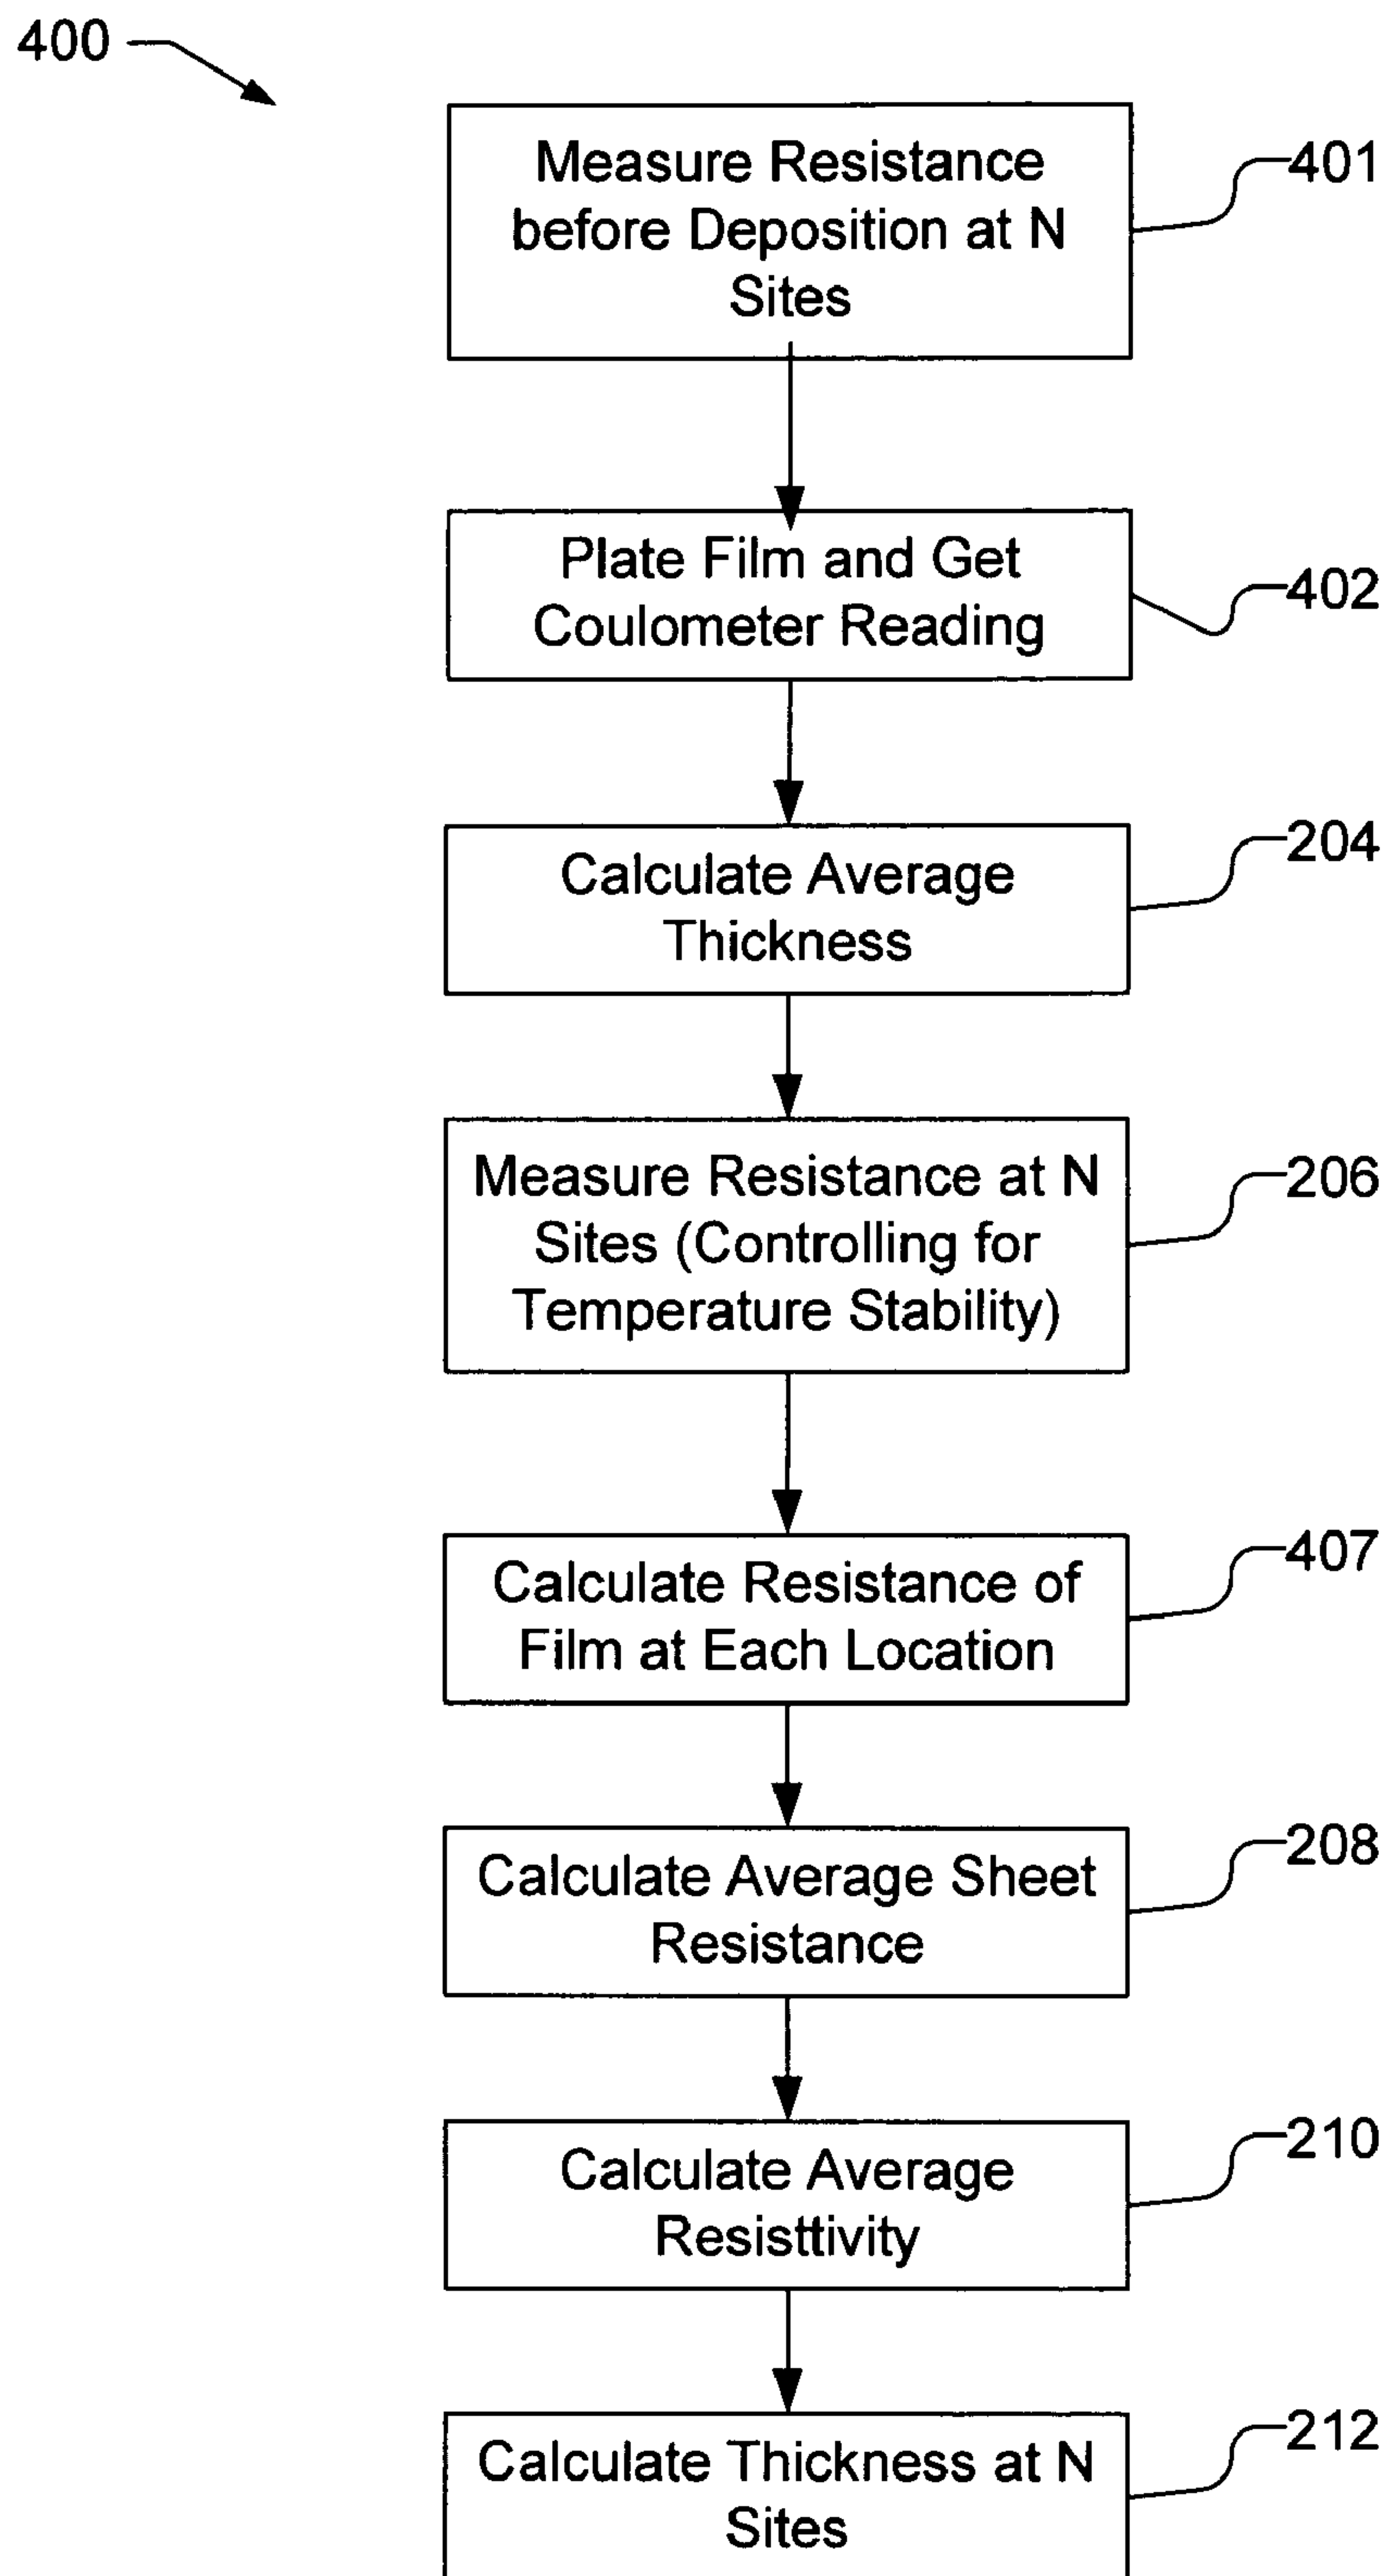 400
Measure Resistance
before Deposition at N
Sites
401
Plate Film and Get
Coulometer Reading
402
Calculate Average
Thickness
204
Measure Resistance at N
Sites (Controlling for
Temperature Stability)
206
Calculate Resistance of
Film at Each Location
407
Calculate Average Sheet
Resistance
208
Calculate Average
Resisttivity
210
Calculate Thickness at N
Sites
212